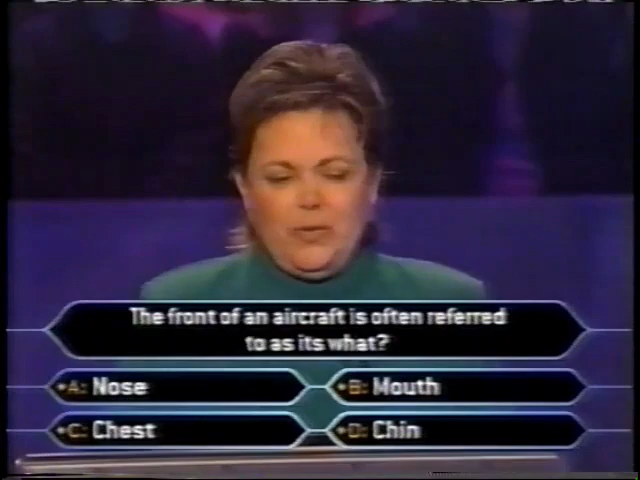 The front of an aircraft is often referred
to as its what?
A: Nose
B: Mouth
C: Chest
D: Chin